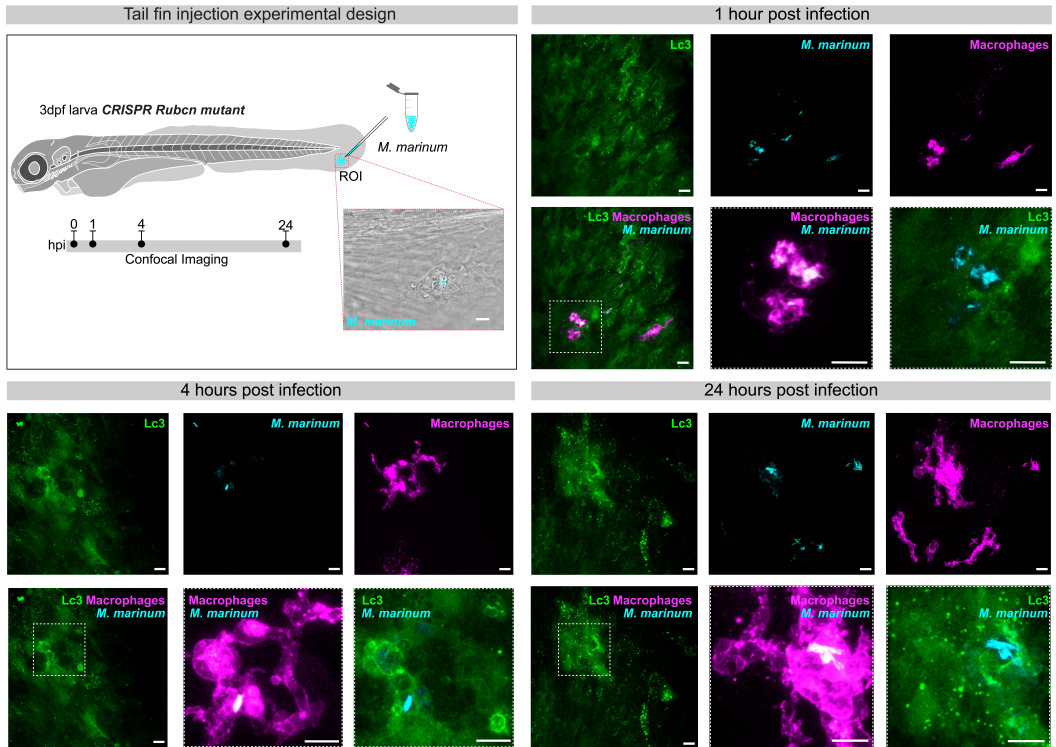 Tail fin injection experimental design
3dpf larva CRISPR Rubcn mutant
M. marinum
ROI
0 1 4 24
hpi
Confocal Imaging
M. marinum
1 hour post infection
Lc3
M. marinum
Macrophages
Lc3 Macrophages
M. marinum
Macrophages
M. marinum
Lc3
M. marinum
4 hours post infection
Lc3
M. marinum
Macrophages
Lc3 Macrophages
M. marinum
Macrophages
M. marinum
Lc3
M. marinum
24 hours post infection
Lc3
M. marinum
Macrophages
Lc3 Macrophages
M. marinum
Macrophages
M. marinum
Lc3
M. marinum